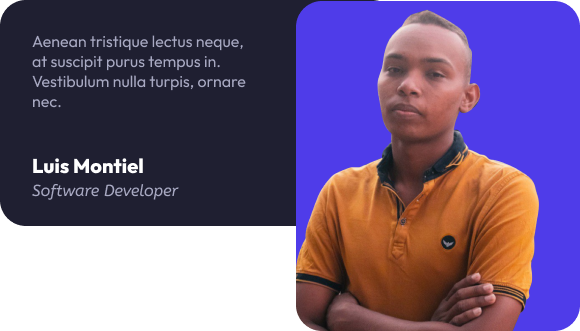 Aenean tristique lectus neque,
at suscipit purus tempus in.
Vestibulum nulla turpis, ornare
nec.
Luis Montiel
Software Developer